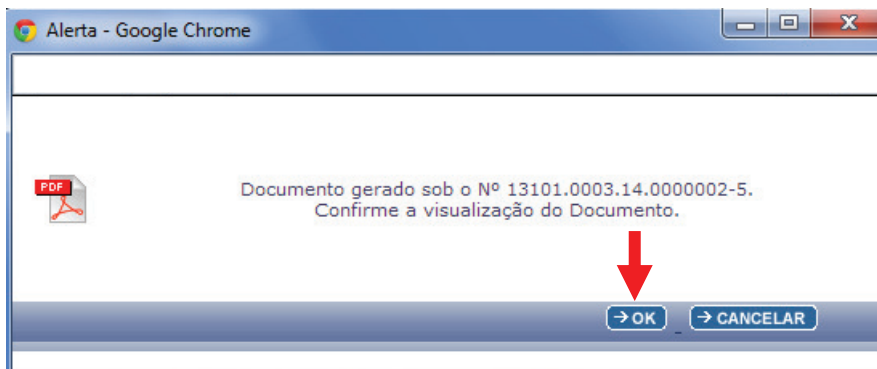 Alerta - Google Chrome
PDF
Documento gerado sob o Nº 13101.0003.14.0000002-5.
Confirme a visualização do Documento.
OK
CANCELAR